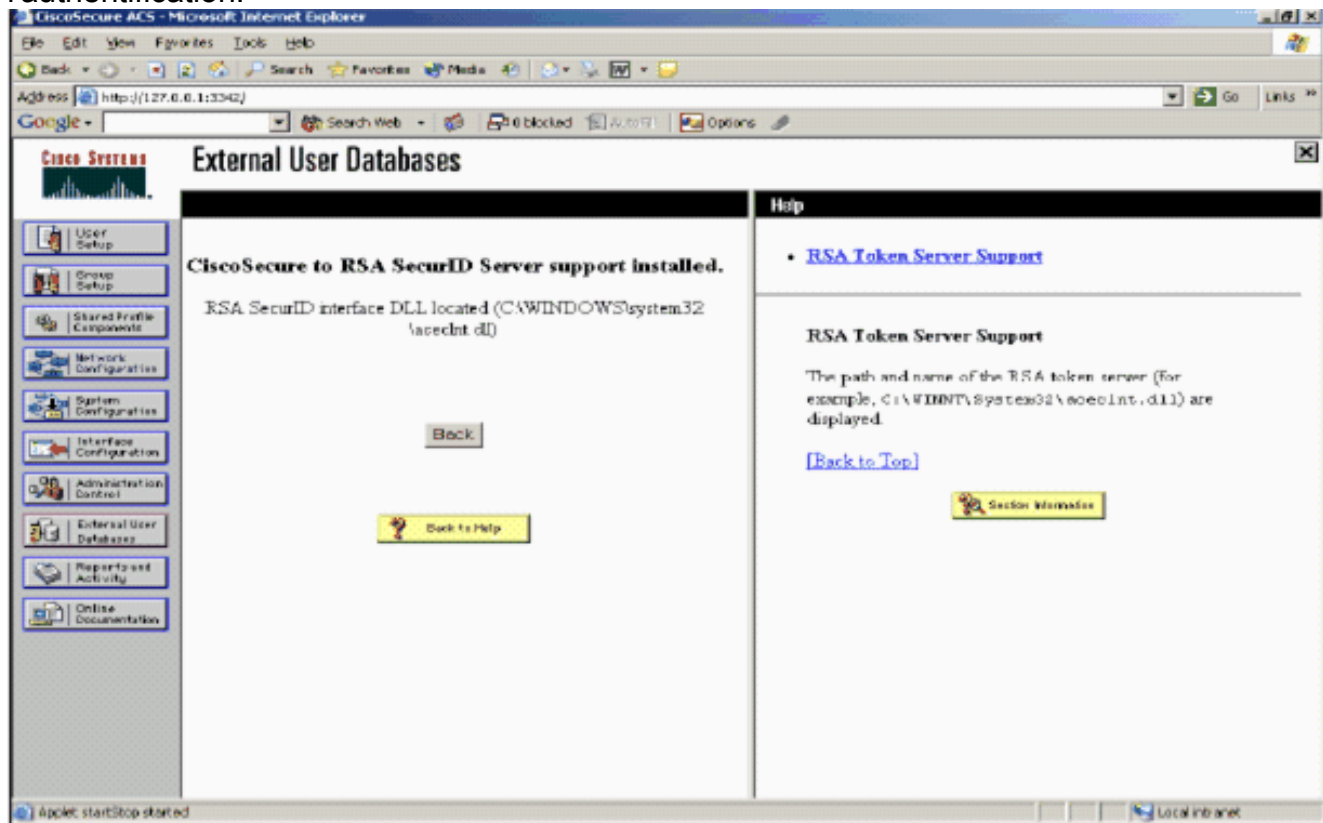 l'authentification.
CiscoSecure ACS - Microsoft Internet Explorer
File Edit View Favorites Tools Help
Back Search Favorites Media
Address http://127.0.0.1:3342/ Go Links »
Google Search Web 0 blocked AutoFill Options
CISCO SYSTEMS
External User Databases
User Setup
Group Setup
Shared Profile Components
Network Configuration
System Configuration
Interface Configuration
Administration Control
External User Databases
Reports and Activity
Online Documentation
CiscoSecure to RSA SecurID Server support installed.
RSA SecurID interface DLL located (C:\WINDOWS\system32
\aceclnt.dll)
Back
Back to Help
Help
• RSA Token Server Support
RSA Token Server Support
The path and name of the RSA token server (for
example, C:\WINNT\System32\aceclnt.dll) are
displayed.
[Back to Top]
Section Information
Applet startStop started
Local intranet